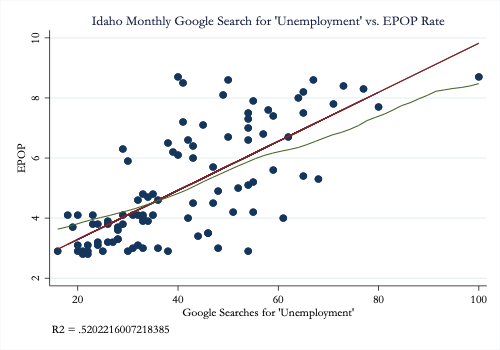 Idaho Monthly Google Search for 'Unemployment' vs. EPOP Rate
10
8
6
4
2
EPOP
20 40 60 80 100
Google Searches for 'Unemployment'
R2 = .5202216007218385